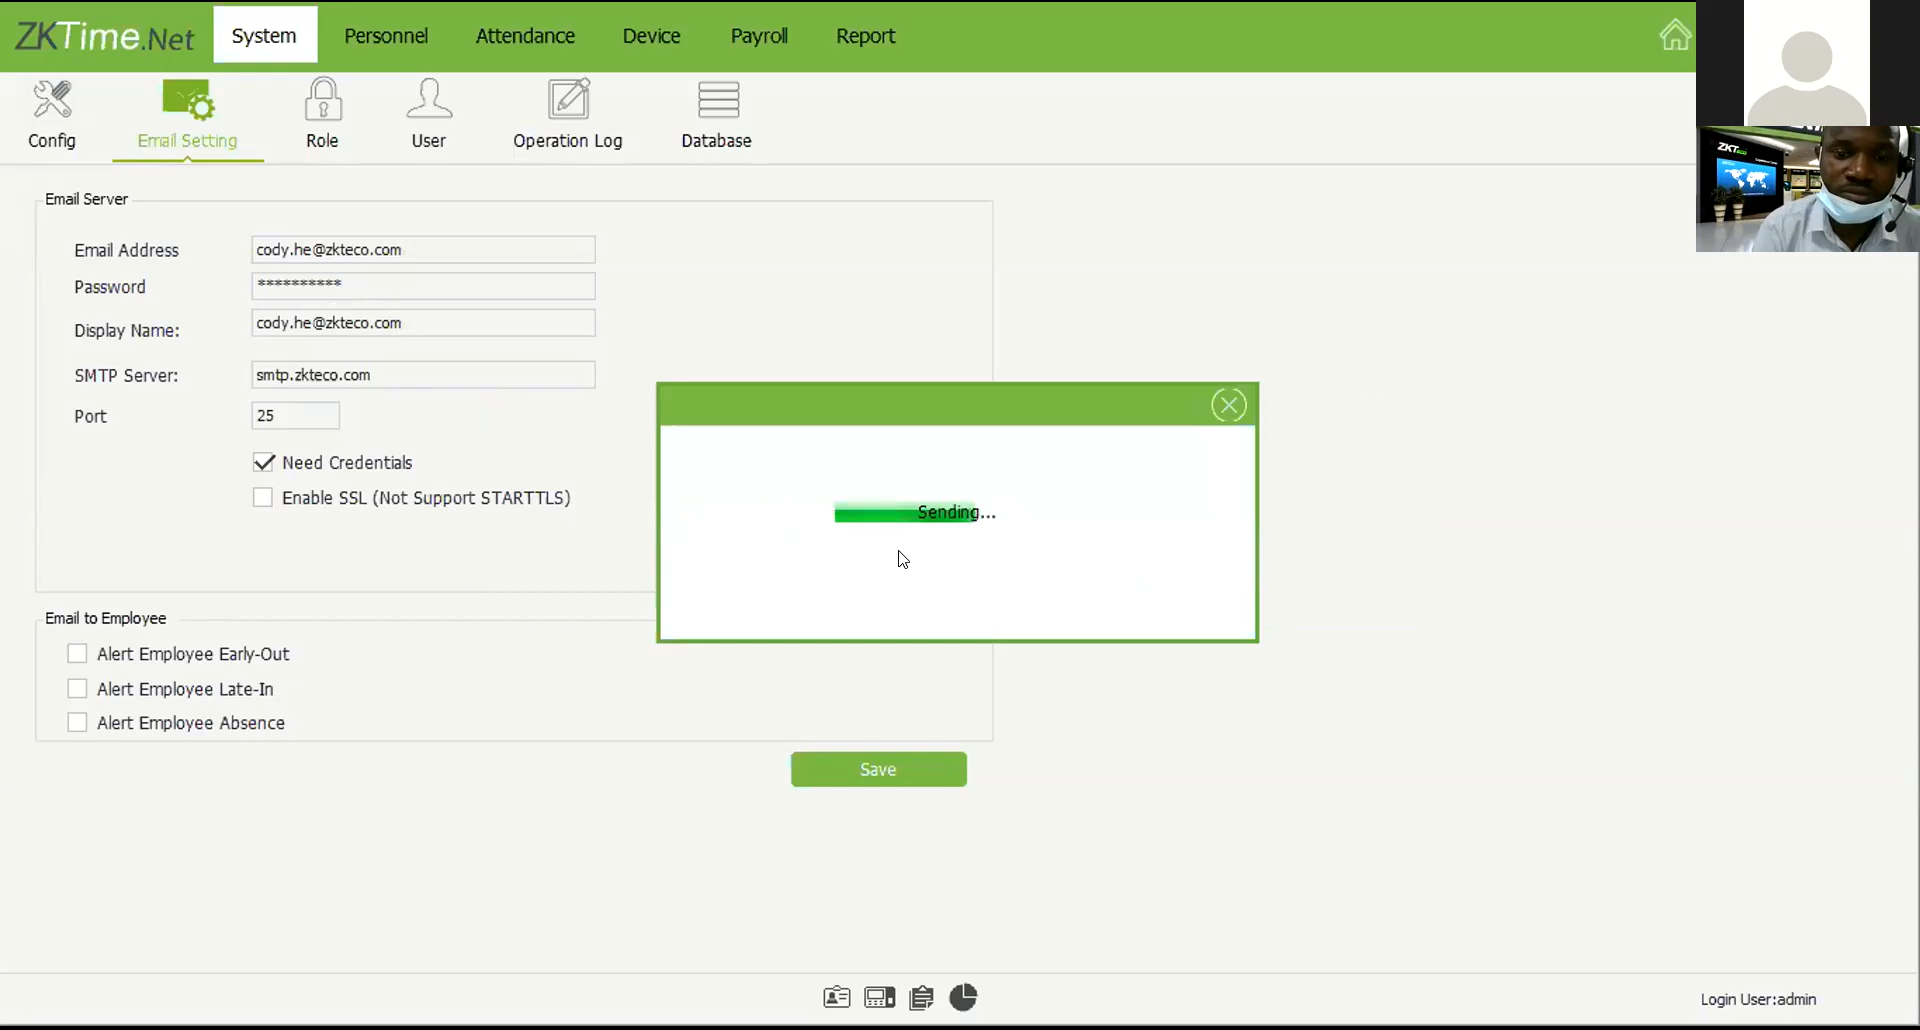 ZKTime.Net
System
Personnel
Attendance
Device
Payroll
Report
Config
Email Setting
Role
User
Operation Log
Database
ZKT
Email Server
Email Address
cody.he@zkteco.com
Password
**********
Display Name:
cody.he@zkteco.com
SMTP Server:
smtp.zkteco.com
Port
25
Need Credentials
Enable SSL (Not Support STARTTLS)
Sending...
Email to Employee
Alert Employee Early-Out
Alert Employee Late-In
Alert Employee Absence
Save
Login User:admin